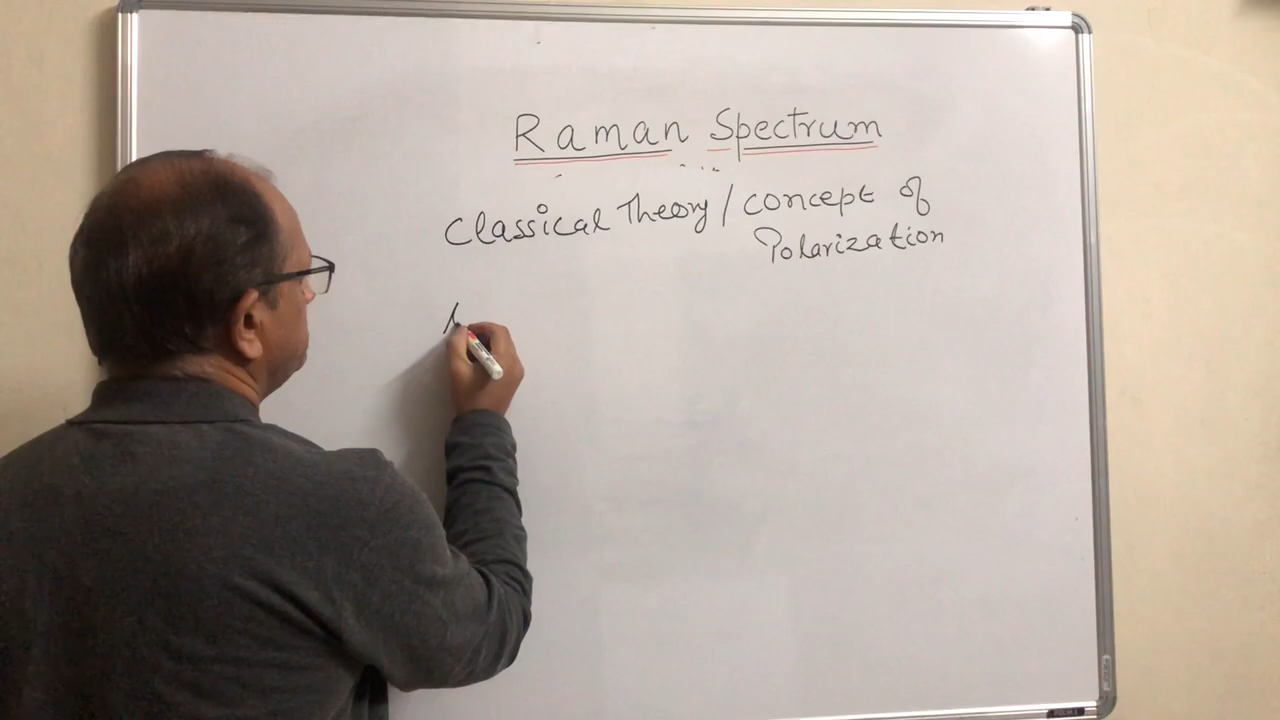 Raman Spectrum
Classical Theory / concept of
Polarization